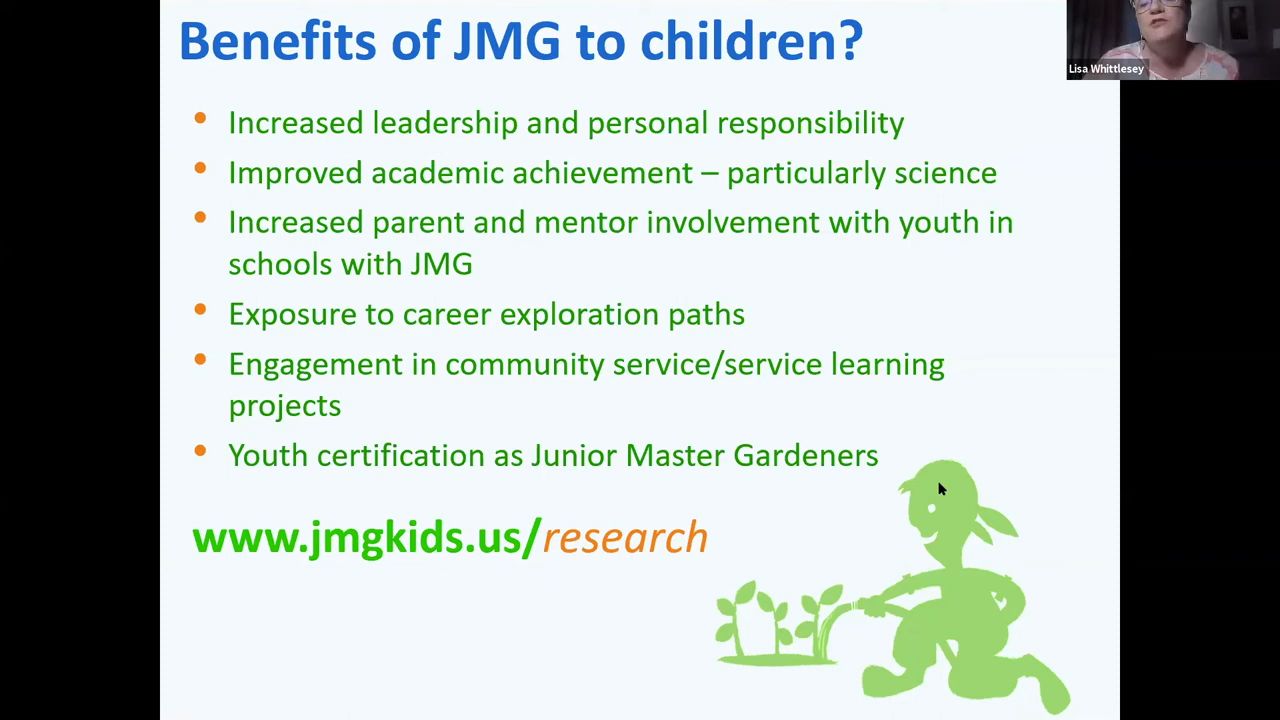 Benefits of JMG to children?
Lisa Whittlesey
• Increased leadership and personal responsibility
• Improved academic achievement – particularly science
• Increased parent and mentor involvement with youth in
schools with JMG
• Exposure to career exploration paths
• Engagement in community service/service learning
projects
• Youth certification as Junior Master Gardeners
www.jmgkids.us/research